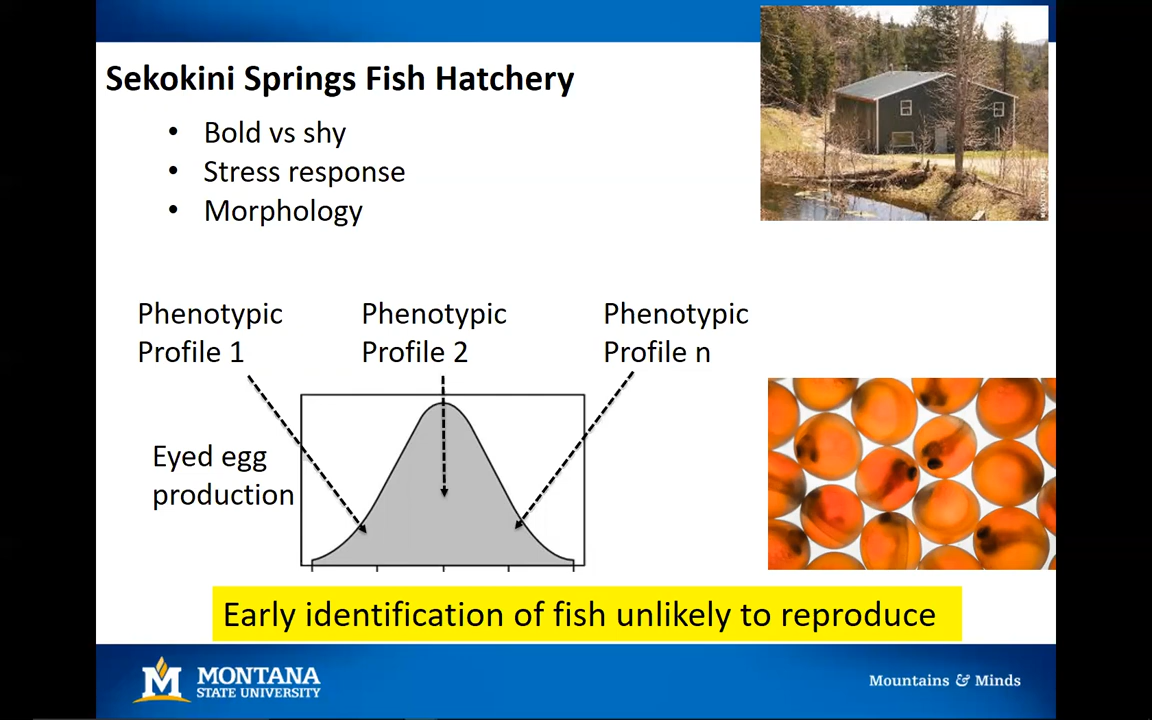 Sekokini Springs Fish Hatchery
• Bold vs shy
• Stress response
• Morphology
Phenotypic
Profile 1
Phenotypic
Profile 2
Phenotypic
Profile n
Eyed egg
production
Early identification of fish unlikely to reproduce
M
MONTANA
STATE UNIVERSITY
Mountains & Minds